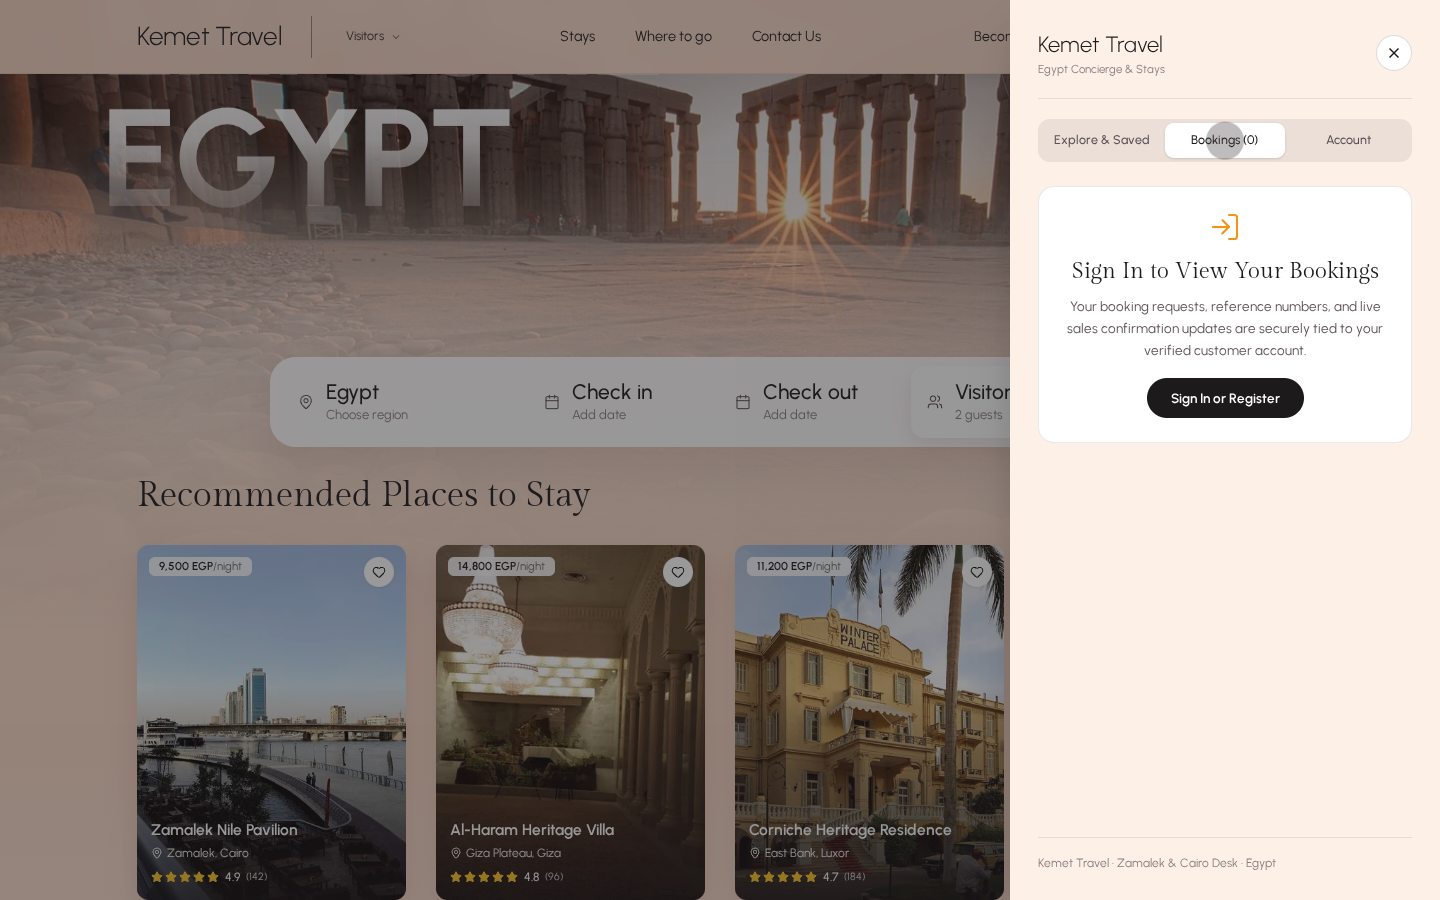 Kemet Travel
Visitors
Stays
Where to go
Contact Us
EGYPT
Egypt
Choose region
Check in
Add date
Check out
Add date
2 guests
Recommended Places to Stay
9,500 EGP/night
14,800 EGP/night
11,200 EGP/night
WINTER
PALACE
Zamalek Nile Pavilion
Zamalek, Cairo
4.9 (142)
Al-Haram Heritage Villa
Giza Plateau, Giza
4.8 (96)
Corniche Heritage Residence
East Bank, Luxor
4.7 (184)
Kemet Travel
Egypt Concierge & Stays
Explore & Saved
Bookings (0)
Account
Sign In to View Your Bookings
Your booking requests, reference numbers, and live
sales confirmation updates are securely tied to your
verified customer account.
Sign In or Register
Kemet Travel · Zamalek & Cairo Desk · Egypt